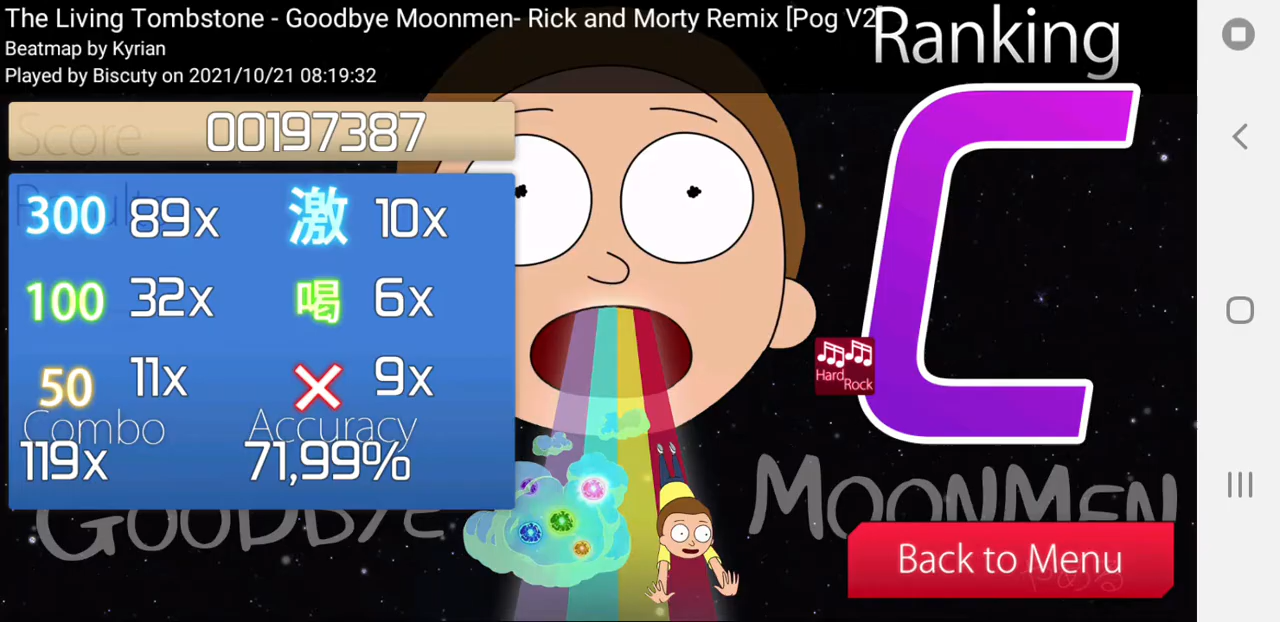 The Living Tombstone - Goodbye Moonmen- Rick and Morty Remix [Pog V2
Beatmap by Kyrian
Played by Biscuty on 2021/10/21 08:19:32
Ranking
C
Score 00197387
Results
300 89x 激 10x
100 32x 喝 6x
50 11x X 9x
Combo Accuracy
119x 71,99%
Hard Rock
GOODBYE MOONMEN
Back to Menu